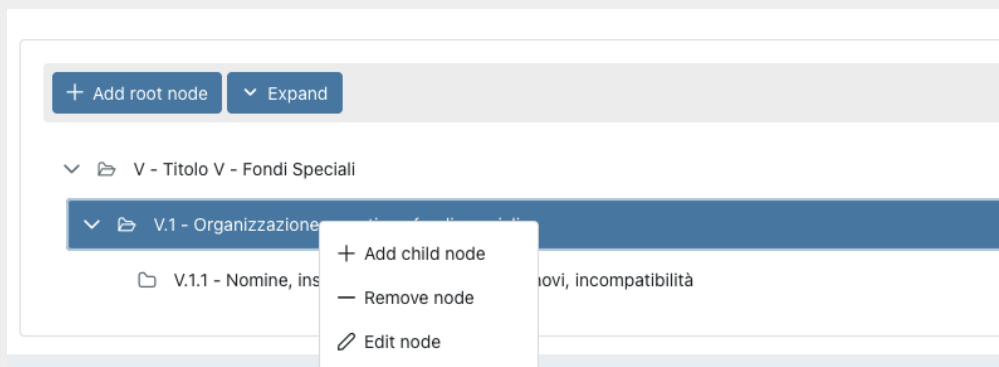 Add root node
Expand
V - Titolo V - Fondi Speciali
V.1 - Organizzazione
Add child node
V.1.1 - Nomine, ins
novi, incompatibilità
Remove node
Edit node